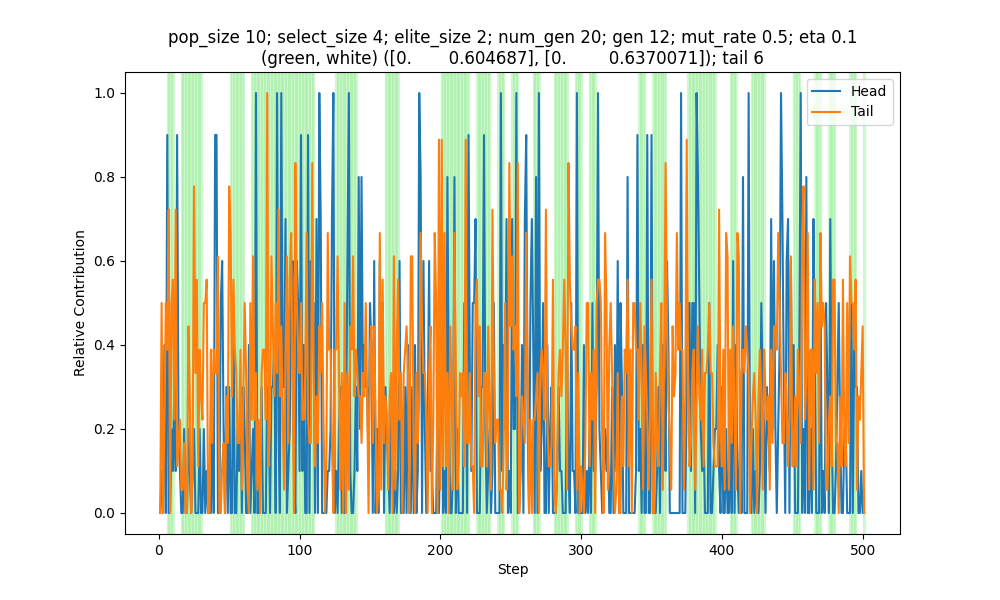 pop_size 10; select_size 4; elite_size 2; num_gen 20; gen 12; mut_rate 0.5; eta 0.1
(green, white) ([0. 0.604687], [0. 0.6370071]); tail 6
Head
Tail
1.0
0.8
0.6
0.4
0.2
0.0
Relative Contribution
0 100 200 300 400 500
Step